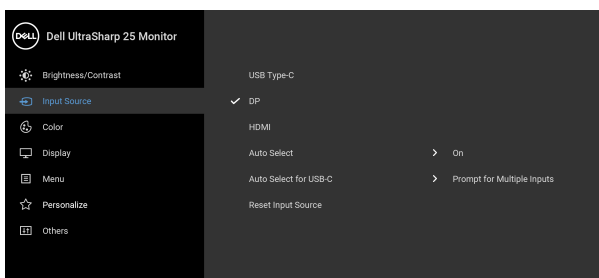 DELL Dell UltraSharp 25 Monitor
Brightness/Contrast
USB Type-C
Input Source
DP
Color
HDMI
Display
Auto Select
On
Menu
Auto Select for USB-C
Prompt for Multiple Inputs
Personalize
Reset Input Source
Others